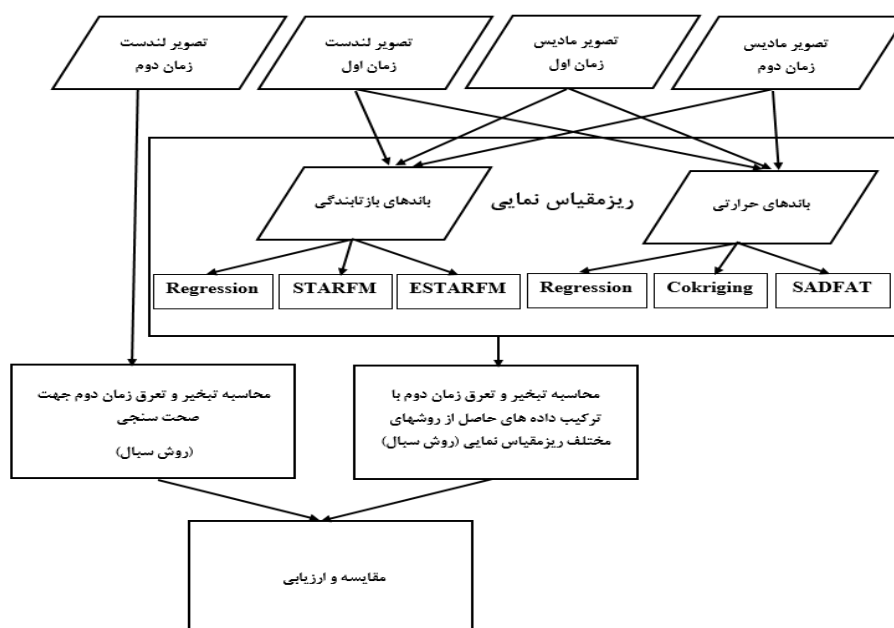 تصویر مادیس
زمان دوم
تصویر مادیس
زمان اول
تصویر لندست
زمان اول
تصویر لندست
زمان دوم
ریزمقیاس نمایی
باندهای حرارتی
باندهای بازتابندگی
Regression
STARFM
ESTARFM
Regression
Cokriging
SADFAT
محاسبه تبخیر و تعرق زمان دوم با
ترکیب داده های حاصل از روشهای
مختلف ریزمقیاس نمایی (روش سبال)
محاسبه تبخیر و تعرق زمان دوم جهت
صحت سنجی
(روش سبال)
مقایسه و ارزیابی